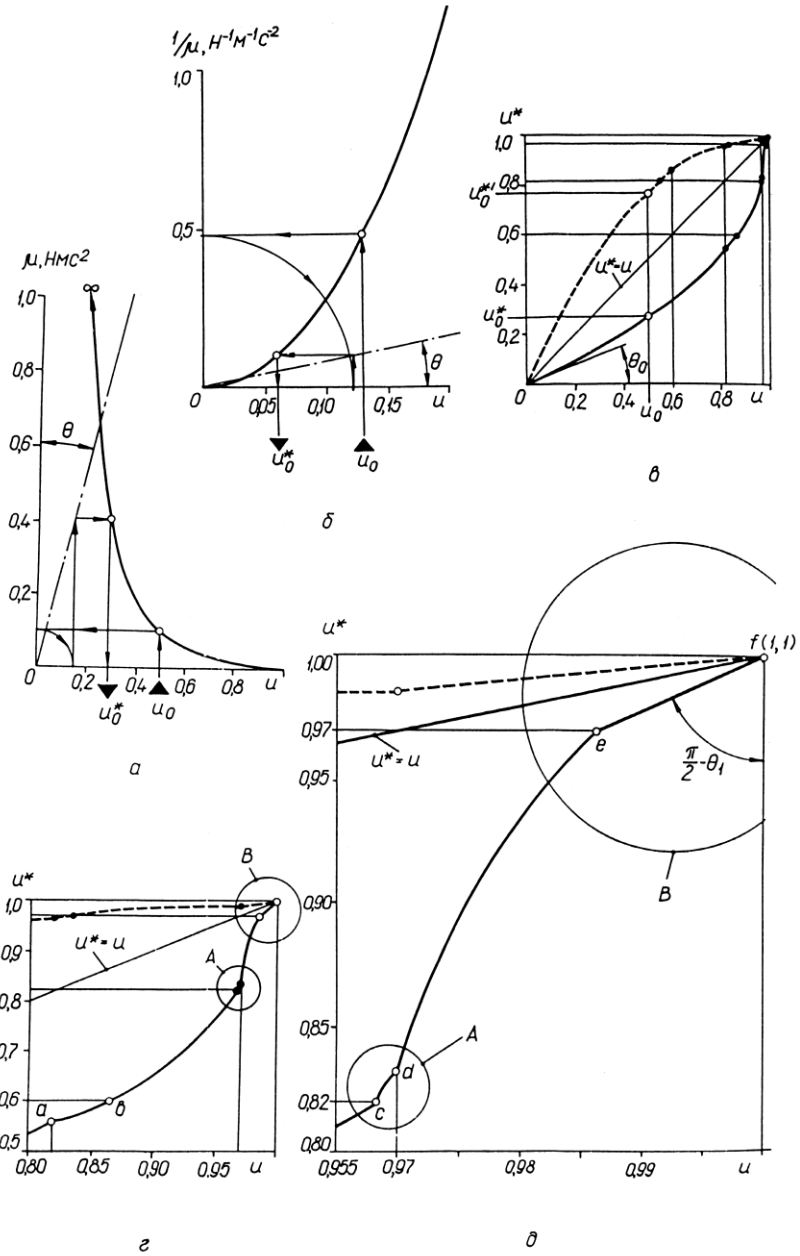 1/μ, Н⁻¹м⁻¹с⁻²
1,0
0,5
0
0,05
0,10
0,15
u
θ
u₀*
u₀
б
u*
1,0
0,8
u₀*'
0,6
0,4
u₀*
0,2
u*=u
θ₀
0
0,2
0,4
0,6
0,8
u
u₀
в
μ, Нмс²
∞
1,0
0,8
0,6
0,4
0,2
θ
0
0,2
0,4
0,6
0,8
u
u₀*
u₀
а
u*
1,00
0,97
0,95
0,90
0,85
0,82
0,80
f(1,1)
u*=u
e
π/2-θ₁
B
A
d
c
0,955
0,97
0,98
0,99
u
д
u*
1,0
0,9
0,8
0,7
0,6
0,5
B
u*=u
A
a
в
0,80
0,85
0,90
0,95
u
г